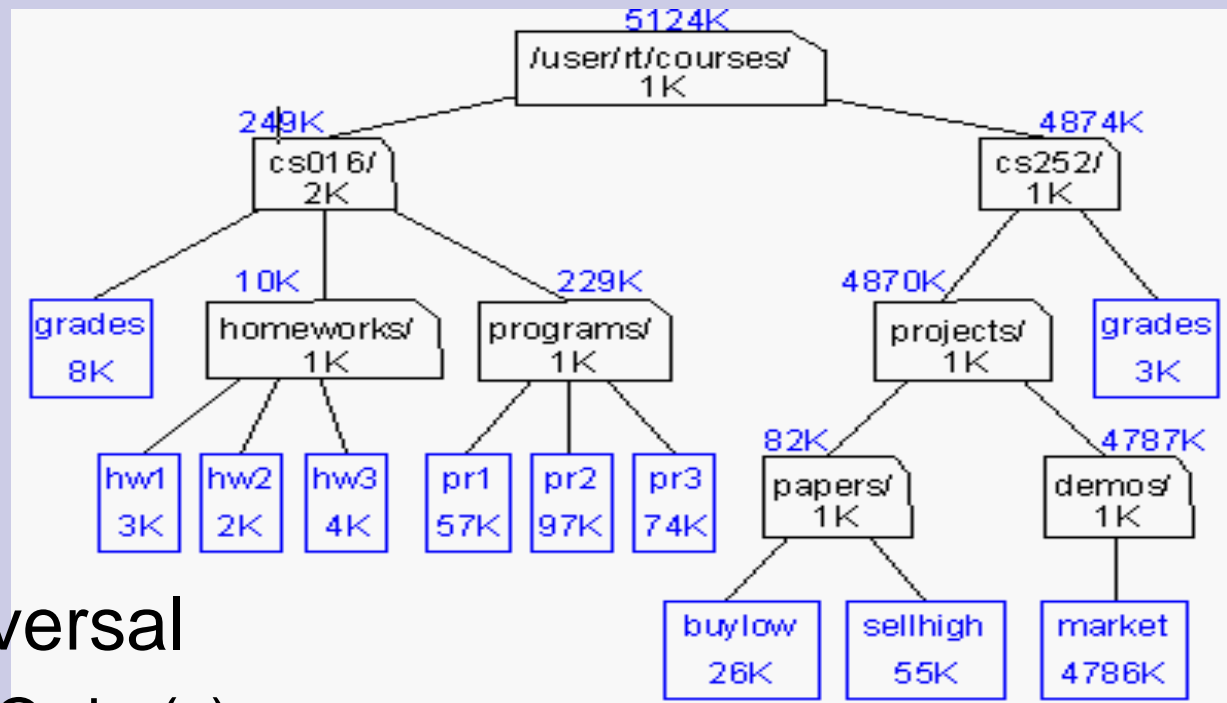 5124K
/user/rt/courses/
1K
249K
4874K
cs016/
2K
cs252/
1K
10K
229K
4870K
grades
8K
homeworks/
1K
programs/
1K
projects/
1K
grades
3K
82K
4787K
hw1
3K
hw2
2K
hw3
4K
pr1
57K
pr2
97K
pr3
74K
papers/
1K
demos/
1K
versal
buylow
26K
sellhigh
55K
market
4786K